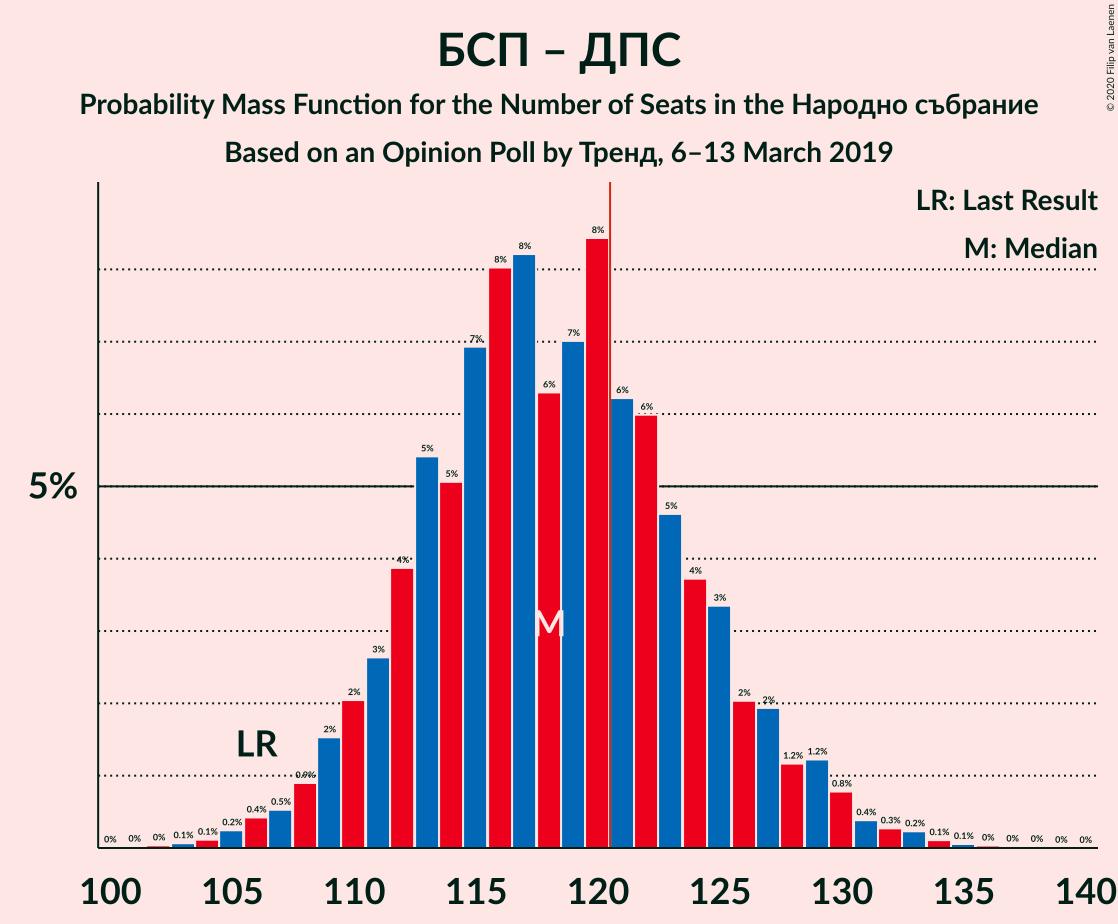 БСП – ДПС
Probability Mass Function for the Number of Seats in the Народно събрание
Based on an Opinion Poll by Тренд, 6–13 March 2019
© 2020 Filip van Laenen
LR: Last Result
M: Median
5%
LR
M
0% 0% 0% 0.1% 0.1% 0.2% 0.4% 0.5% 0.9% 2% 2% 3% 4% 5% 5% 7% 8% 8% 6% 7% 8% 6% 6% 5% 4% 3% 2% 2% 1.2% 1.2% 0.8% 0.4% 0.3% 0.2% 0.1% 0.1% 0% 0% 0% 0% 0%
100 105 110 115 120 125 130 135 140